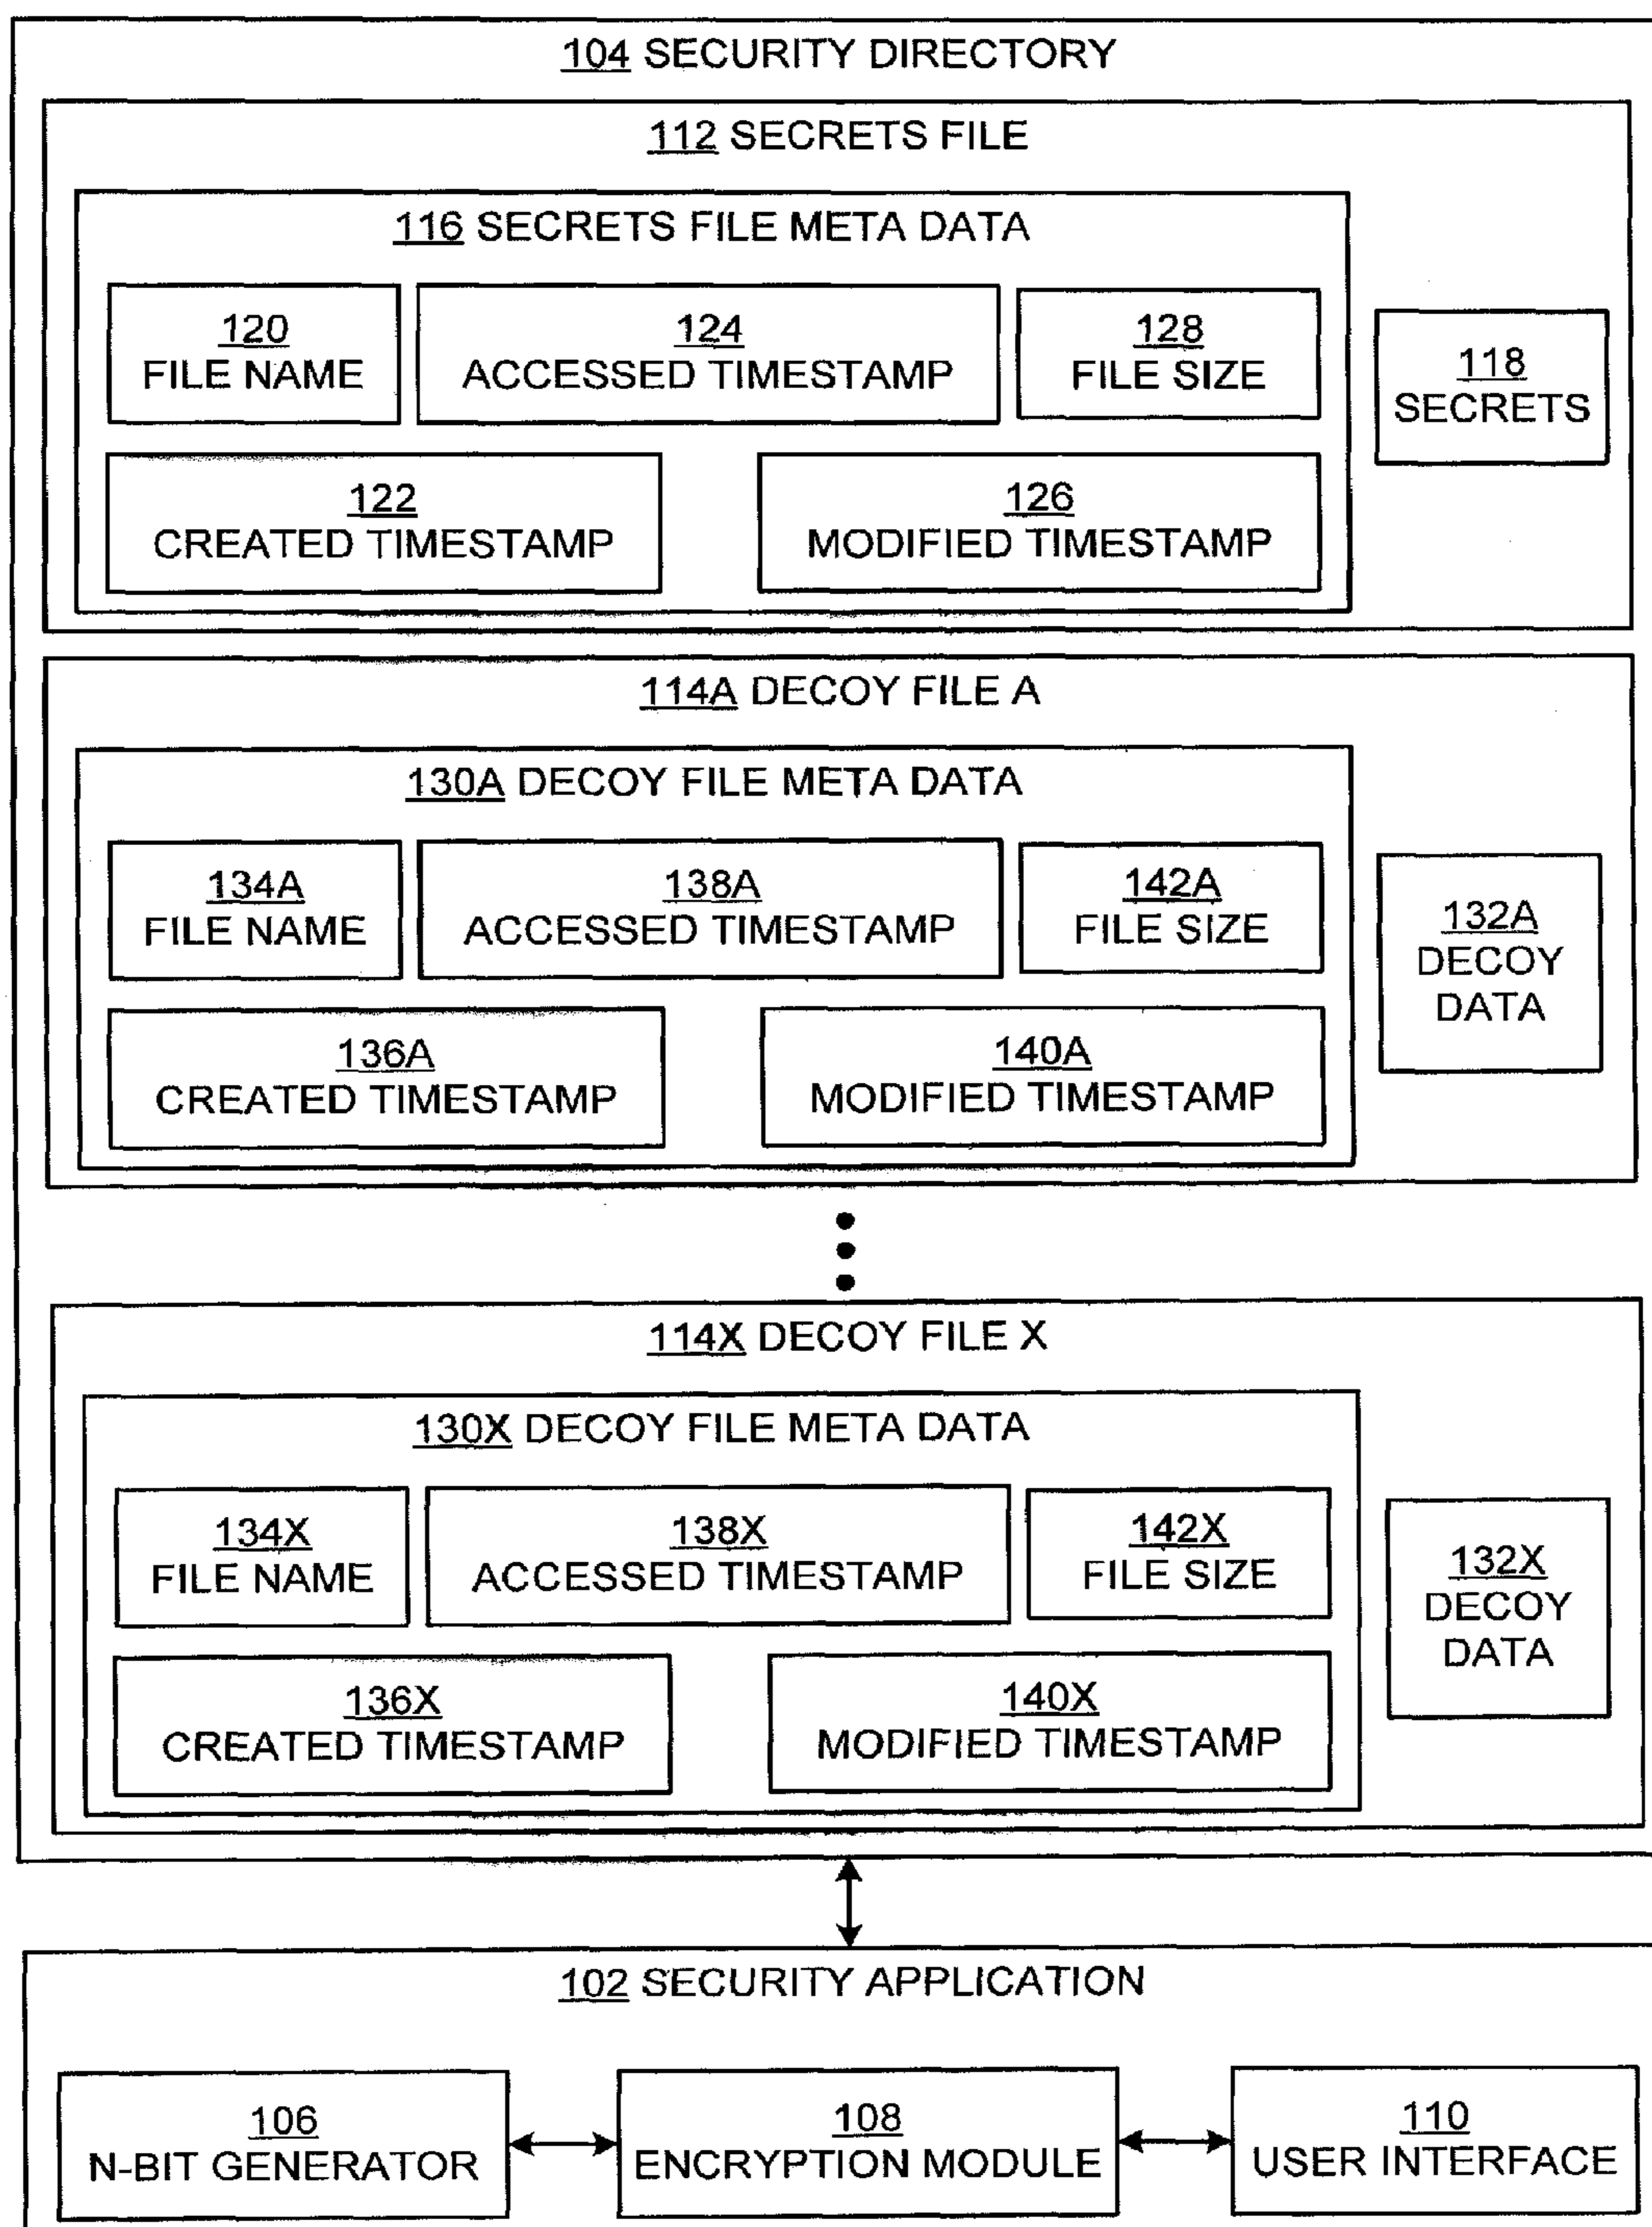 104 SECURITY DIRECTORY
112 SECRETS FILE
116 SECRETS FILE META DATA
120
FILE NAME
124
ACCESSED TIMESTAMP
128
FILE SIZE
118
SECRETS
122
CREATED TIMESTAMP
126
MODIFIED TIMESTAMP
114A DECOY FILE A
130A DECOY FILE META DATA
134A
FILE NAME
138A
ACCESSED TIMESTAMP
142A
FILE SIZE
132A
DECOY
DATA
136A
CREATED TIMESTAMP
140A
MODIFIED TIMESTAMP
114X DECOY FILE X
130X DECOY FILE META DATA
134X
FILE NAME
138X
ACCESSED TIMESTAMP
142X
FILE SIZE
132X
DECOY
DATA
136X
CREATED TIMESTAMP
140X
MODIFIED TIMESTAMP
102 SECURITY APPLICATION
106
N-BIT GENERATOR
108
ENCRYPTION MODULE
110
USER INTERFACE